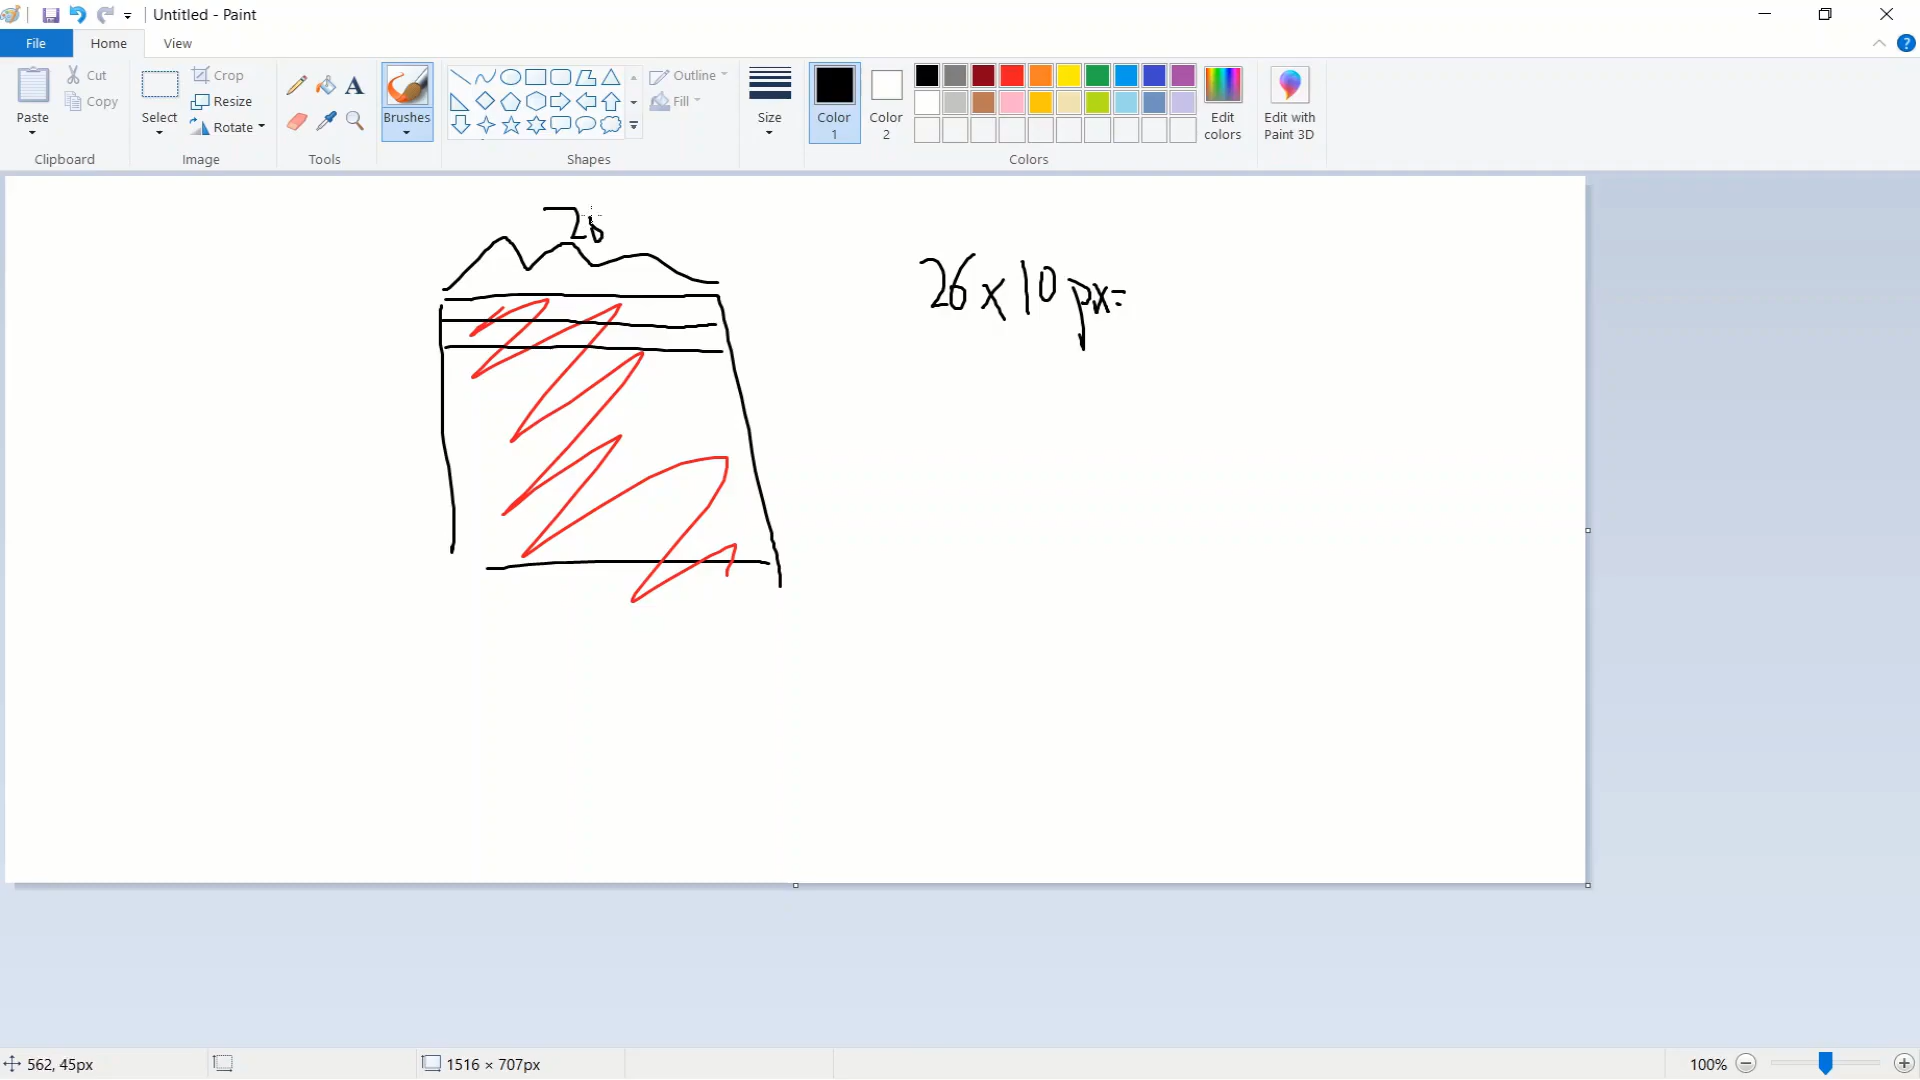 Untitled - Paint
File Home View
Paste
Cut
Copy
Clipboard
Select
Crop
Resize
Rotate
Image
A
Tools
Brushes
Shapes
Outline
Fill
Size
Color 1
Color 2
Edit colors
Edit with Paint 3D
Colors
26
26 x 10 px=
562, 45px
1516 × 707px
100%